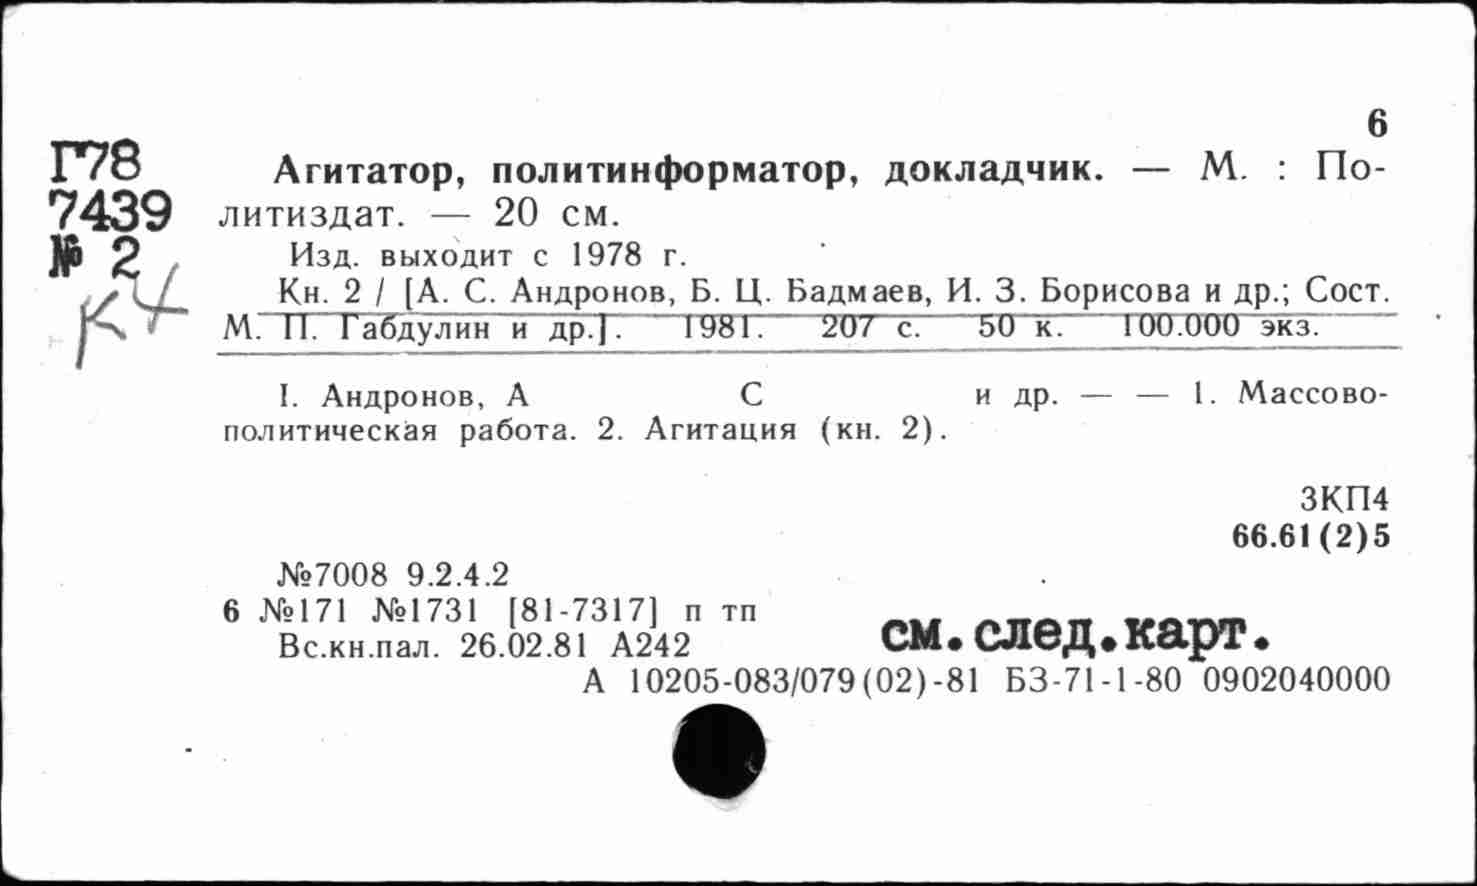 6
Г78
7439
№ 2
к4
Агитатор, политинформатор, докладчик. — М. : По-
литиздат. — 20 см.
Изд. выходит с 1978 г.
Кн. 2 / [А. С. Андронов, Б. Ц. Бадмаев, И. З. Борисова и др.; Сост.
М. П. Габдулин и др.]. 1981. 207 с. 50 к. 100.000 экз.
I. Андронов, А С и др. — — 1. Массово-
политическая работа. 2. Агитация (кн. 2).
3КП4
66.61(2)5
№7008 9.2.4.2
6 №171 №1731 [81-7317] п тп
Вс.кн.пал. 26.02.81 А242
см.след.карт.
А 10205-083/079(02)-81 БЗ-71-1-80 0902040000